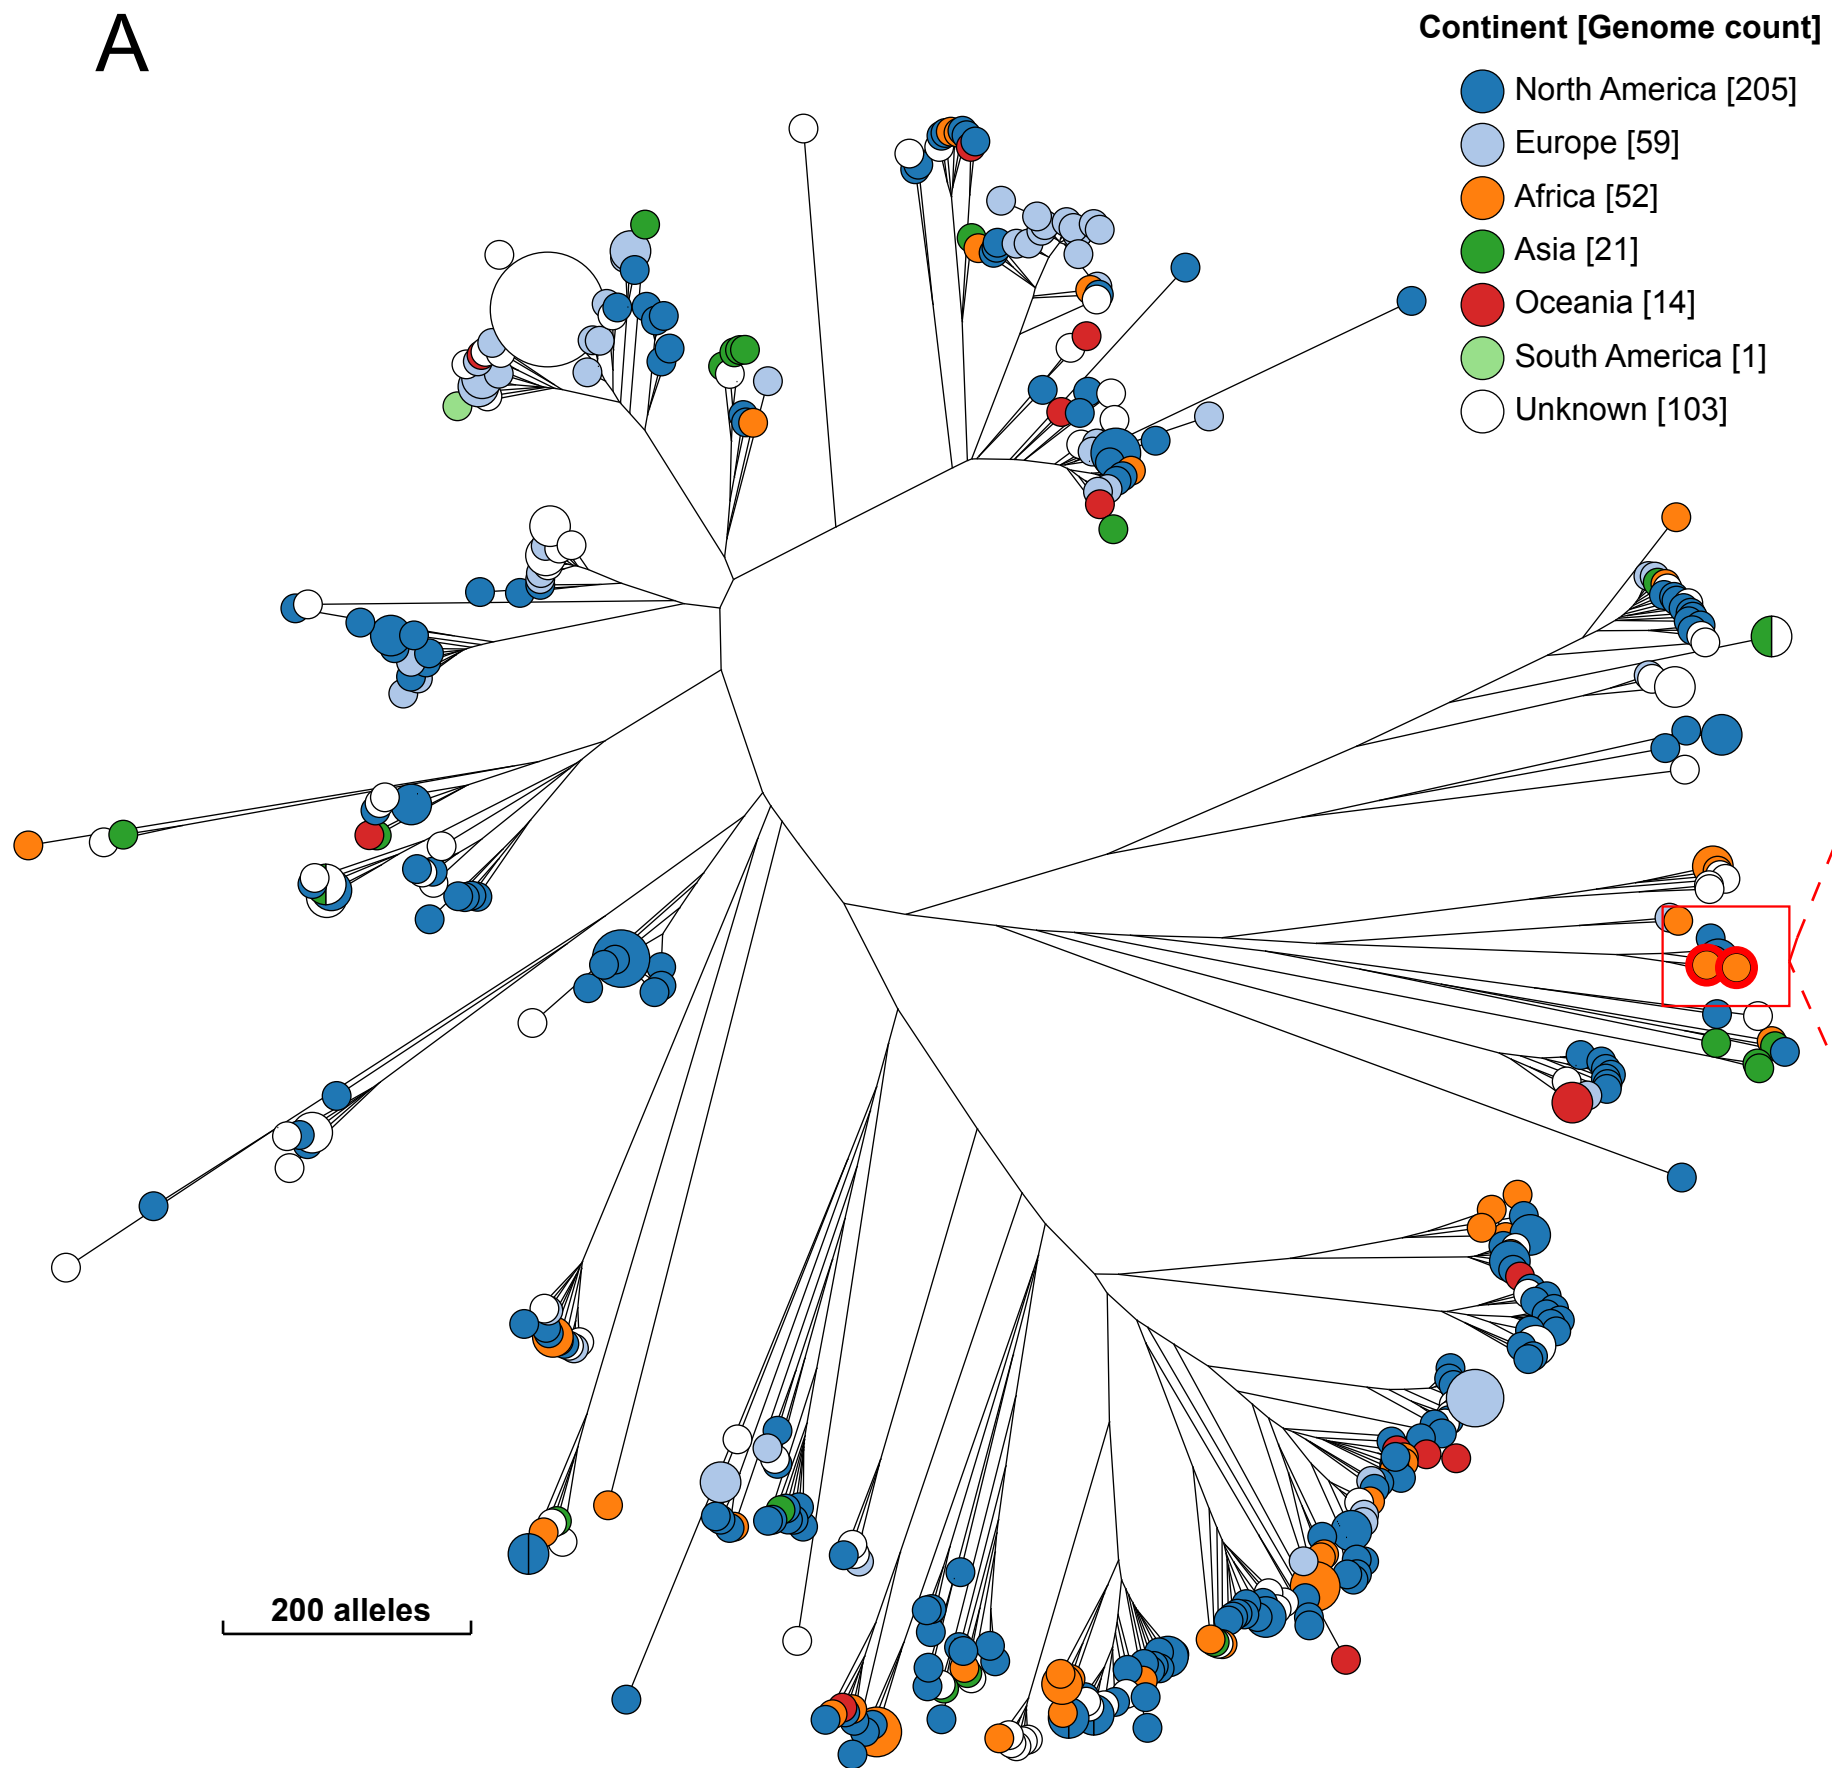 A
Continent [Genome count]
North America [205]
Europe [59]
Africa [52]
Asia [21]
Oceania [14]
South America [1]
Unknown [103]
200 alleles